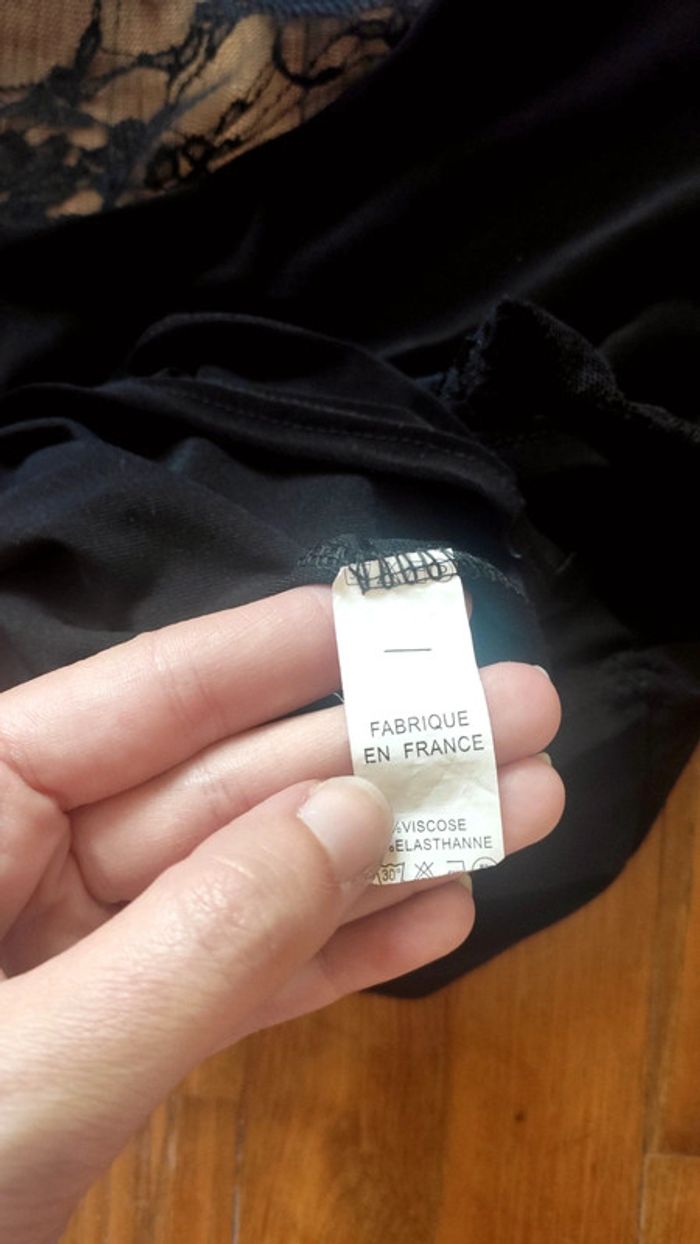 FABRIQUE
EN FRANCE
%VISCOSE
%ELASTHANNE
30°